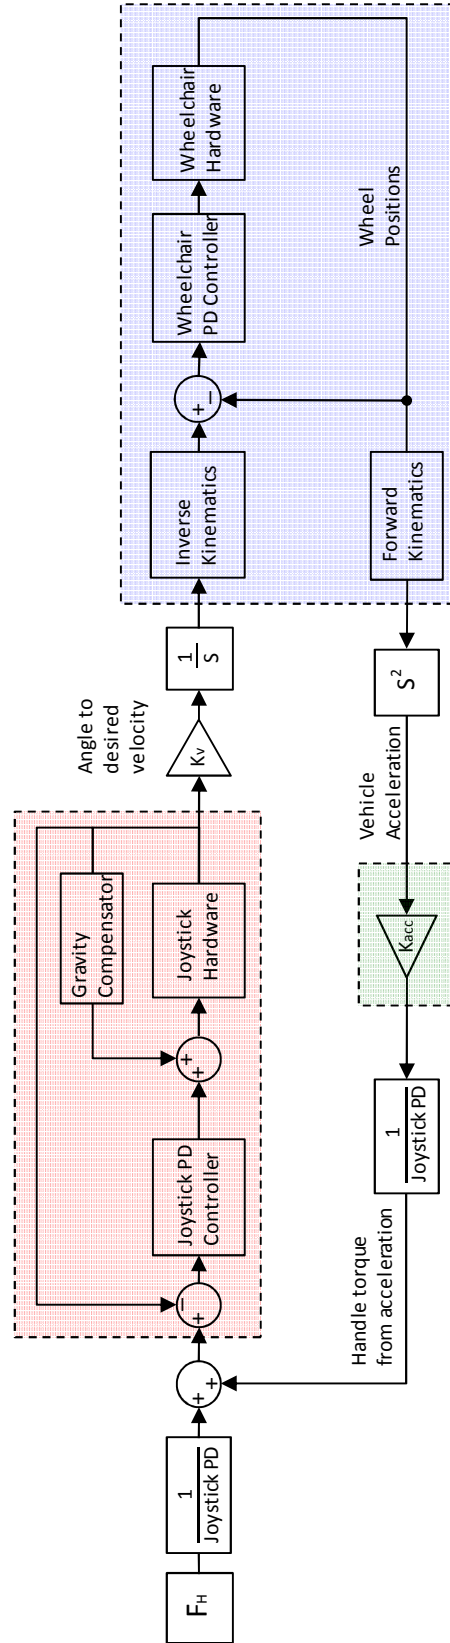 F_H
1
Joystick PD
+
+
+
−
Joystick PD
Controller
+
+
Gravity
Compensator
Joystick
Hardware
Angle to
desired
velocity
K_v
1
S
Inverse
Kinematics
+
−
Wheelchair
PD Controller
Wheelchair
Hardware
Handle torque
from acceleration
1
Joystick PD
K_acc
Vehicle
Acceleration
S²
Forward
Kinematics
Wheel
Positions